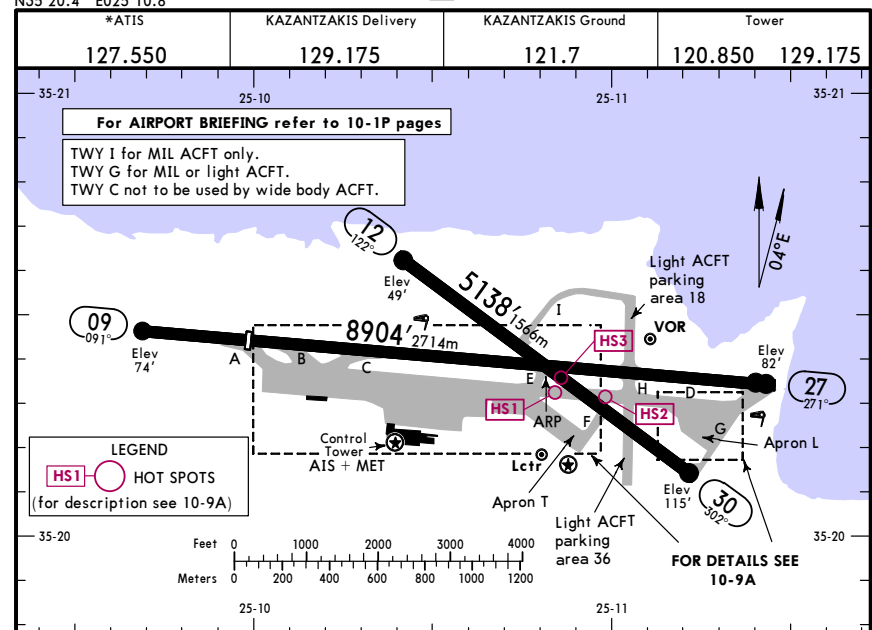 N35 20.4 E025 10.8
*ATIS
127.550
KAZANTZAKIS Delivery
129.175
KAZANTZAKIS Ground
121.7
Tower
120.850 129.175
35-21
25-10
25-11
35-21
For AIRPORT BRIEFING refer to 10-1P pages
TWY I for MIL ACFT only.
TWY G for MIL or light ACFT.
TWY C not to be used by wide body ACFT.
04°E
12
122°
Elev
49'
5138'
1566m
I
Light ACFT
parking
area 18
VOR
09
091°
Elev
74'
8904'
2714m
HS3
Elev
82'
27
271°
A
B
C
E
H
D
HS1
HS2
ARP
F
G
Apron L
Control
Tower
AIS + MET
Lctr
Apron T
Elev
115'
30
302°
LEGEND
HS1
HOT SPOTS
(for description see 10-9A)
Light ACFT
parking
area 36
FOR DETAILS SEE
10-9A
35-20
35-20
Feet 0 1000 2000 3000 4000
Meters 0 200 400 600 800 1000 1200
25-10
25-11